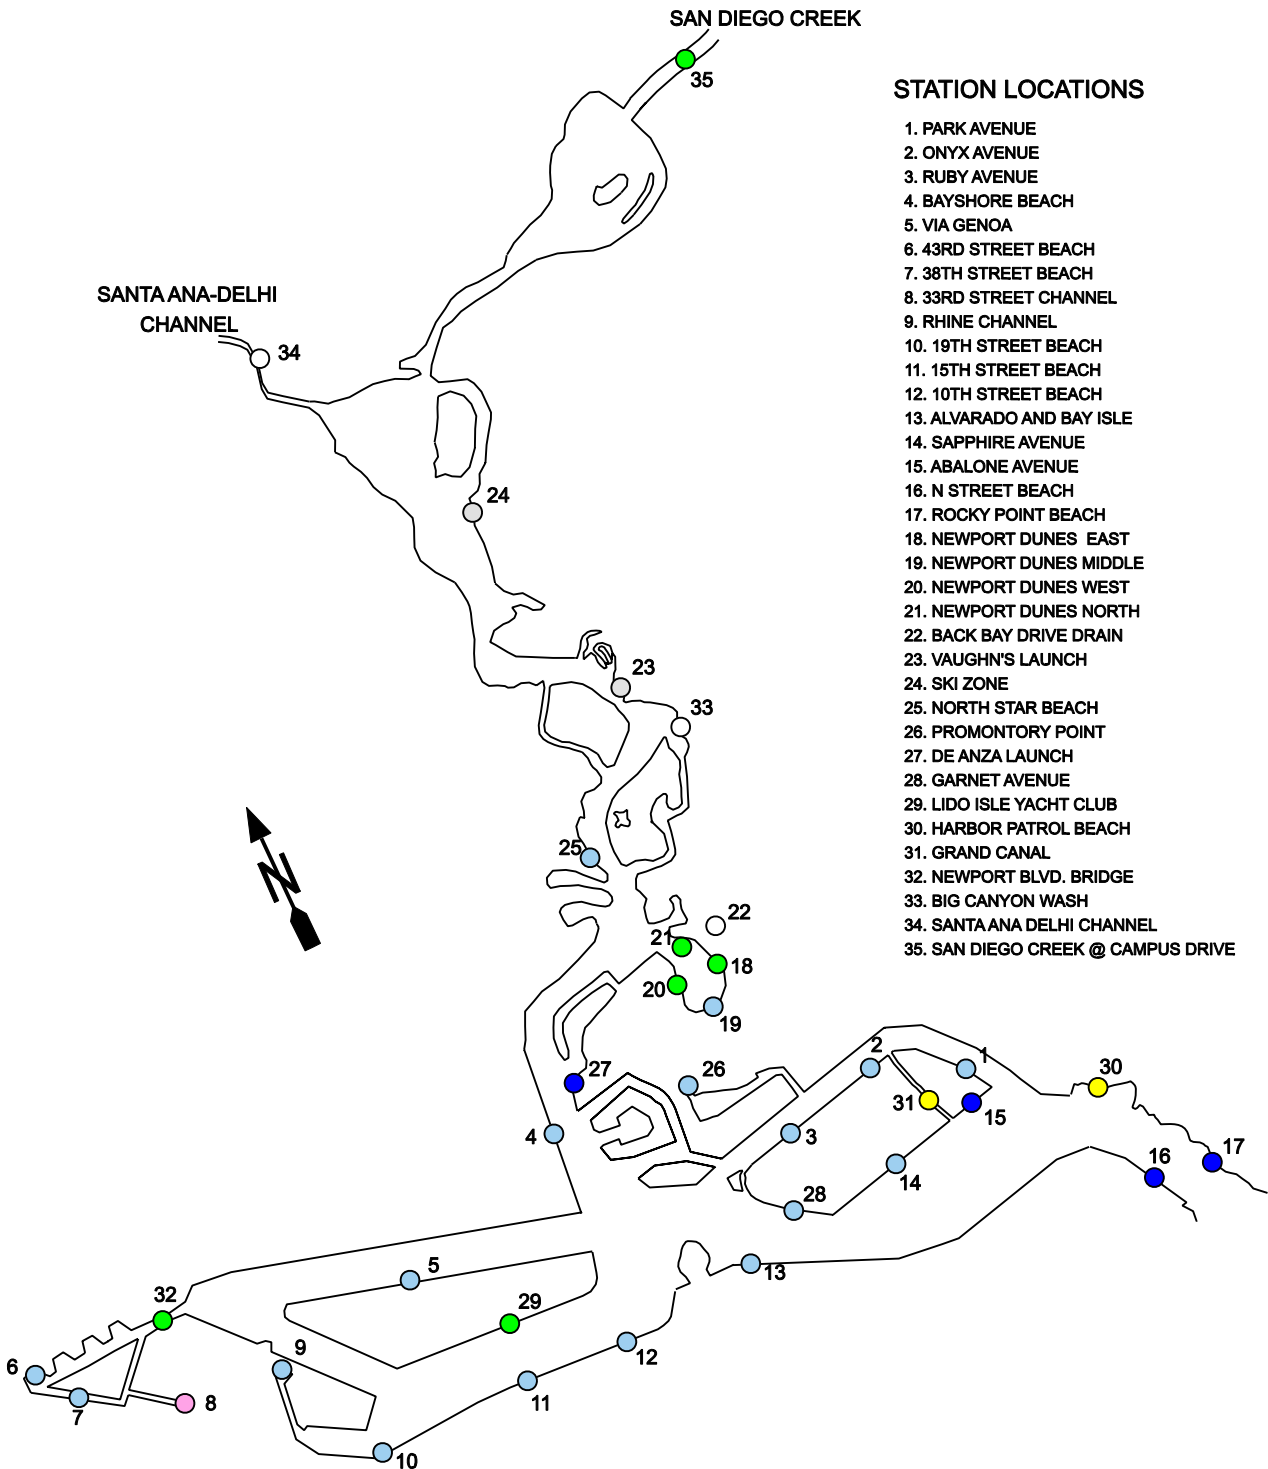 SAN DIEGO CREEK
35
STATION LOCATIONS
1. PARK AVENUE
2. ONYX AVENUE
3. RUBY AVENUE
4. BAYSHORE BEACH
5. VIA GENOA
6. 43RD STREET BEACH
7. 38TH STREET BEACH
8. 33RD STREET CHANNEL
9. RHINE CHANNEL
10. 19TH STREET BEACH
11. 15TH STREET BEACH
12. 10TH STREET BEACH
13. ALVARADO AND BAY ISLE
14. SAPPHIRE AVENUE
15. ABALONE AVENUE
16. N STREET BEACH
17. ROCKY POINT BEACH
18. NEWPORT DUNES  EAST
19. NEWPORT DUNES MIDDLE
20. NEWPORT DUNES WEST
21. NEWPORT DUNES NORTH
22. BACK BAY DRIVE DRAIN
23. VAUGHN'S LAUNCH
24. SKI ZONE
25. NORTH STAR BEACH
26. PROMONTORY POINT
27. DE ANZA LAUNCH
28. GARNET AVENUE
29. LIDO ISLE YACHT CLUB
30. HARBOR PATROL BEACH
31. GRAND CANAL
32. NEWPORT BLVD. BRIDGE
33. BIG CANYON WASH
34. SANTA ANA DELHI CHANNEL
35. SAN DIEGO CREEK @ CAMPUS DRIVE
SANTA ANA-DELHI
CHANNEL
34
24
23
33
25
22
21
18
20
19
N
2
1
30
27
26
31
15
4
3
17
16
14
28
5
13
32
29
9
12
6
11
7
8
10